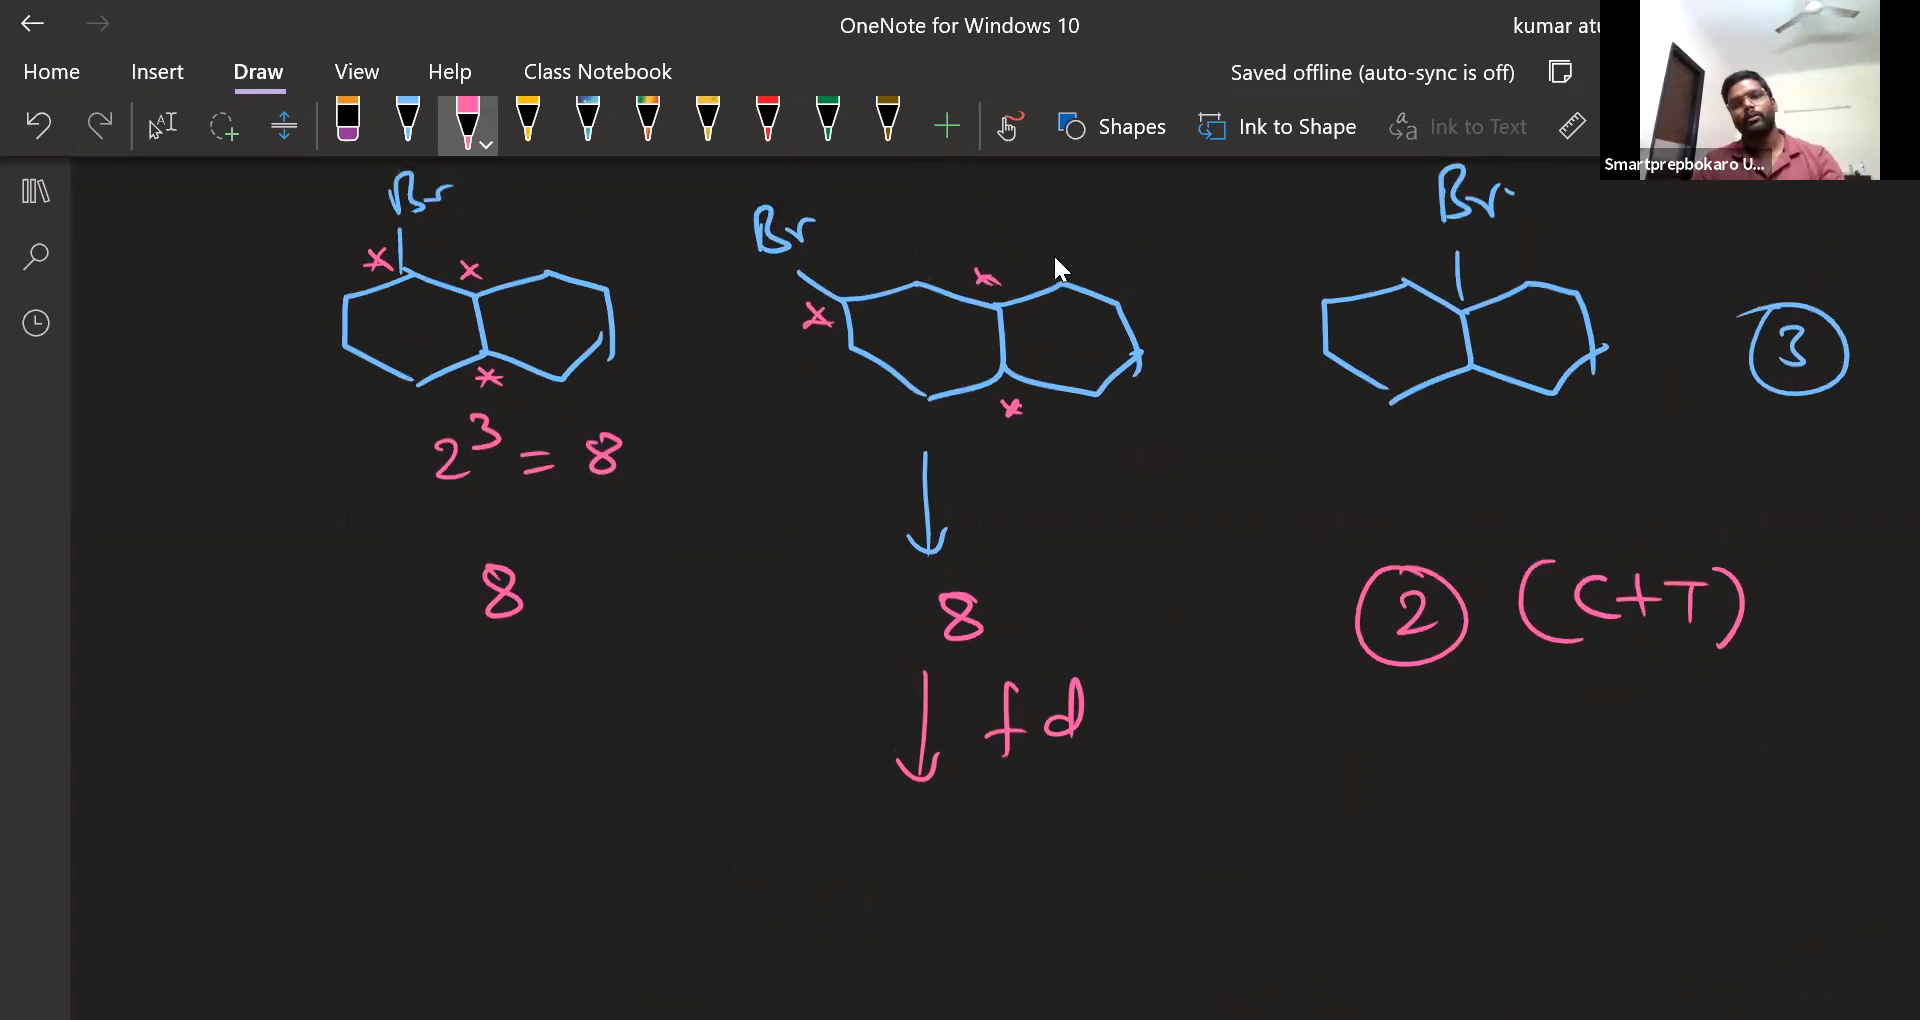 OneNote for Windows 10
kumar atu
Home Insert Draw View Help Class Notebook
Saved offline (auto-sync is off)
Shapes Ink to Shape Ink to Text
Smartprepbokaro U...
Br
Br
Br
x x x
x x x
3
2³ = 8
8
8
2 (C+T)
fd